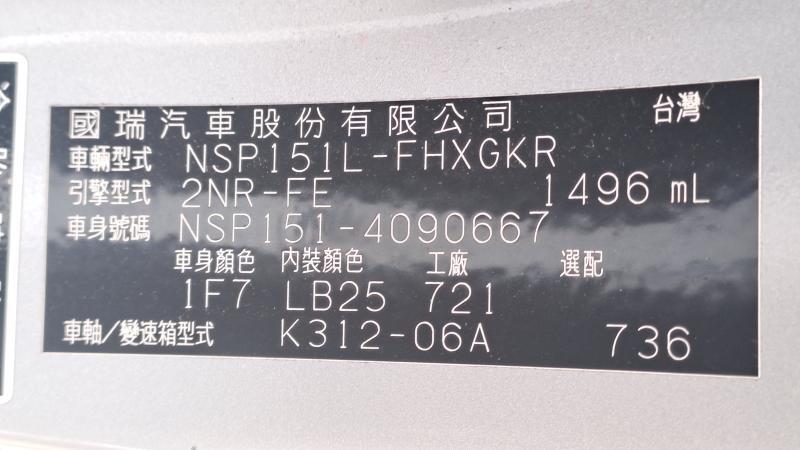 國瑞汽車股份有限公司 台灣
車輛型式 NSP151L-FHXGKR
引擎型式 2NR-FE 1496 mL
車身號碼 NSP151-4090667
車身顏色 內裝顏色 工廠 選配
1F7 LB25 721
車軸/變速箱型式 K312-06A 736